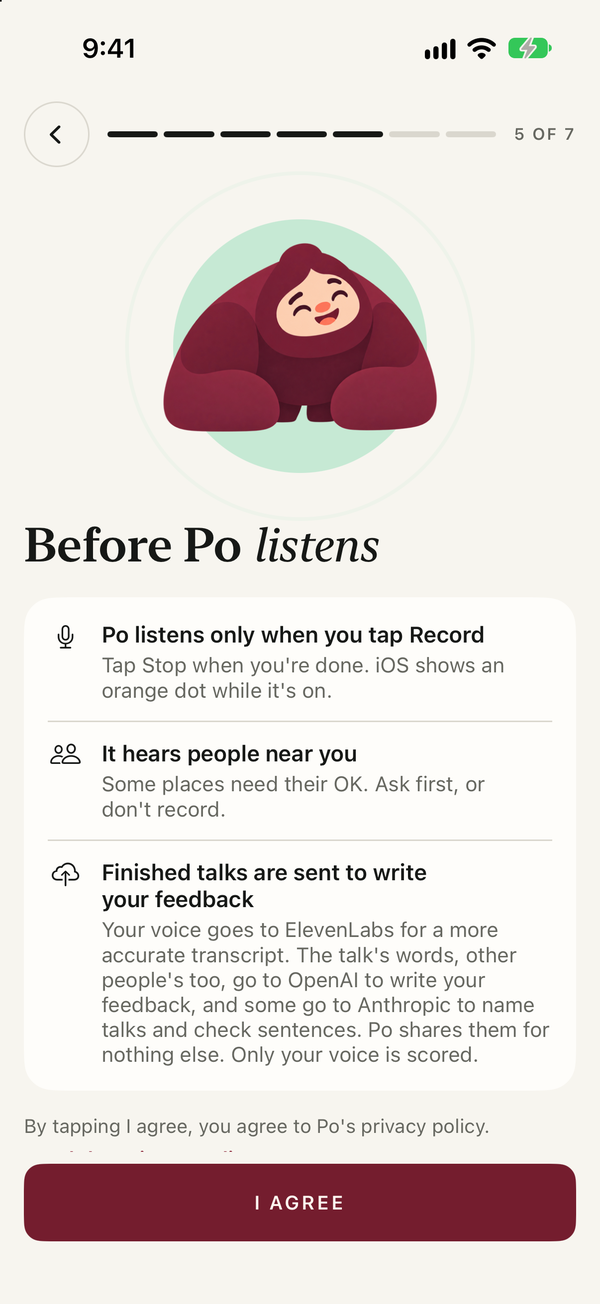 9:41
5 OF 7
Before Po listens
Po listens only when you tap Record
Tap Stop when you're done. iOS shows an
orange dot while it's on.
It hears people near you
Some places need their OK. Ask first, or
don't record.
Finished talks are sent to write
your feedback
Your voice goes to ElevenLabs for a more
accurate transcript. The talk's words, other
people's too, go to OpenAI to write your
feedback, and some go to Anthropic to name
talks and check sentences. Po shares them for
nothing else. Only your voice is scored.
By tapping I agree, you agree to Po's privacy policy.
I AGREE